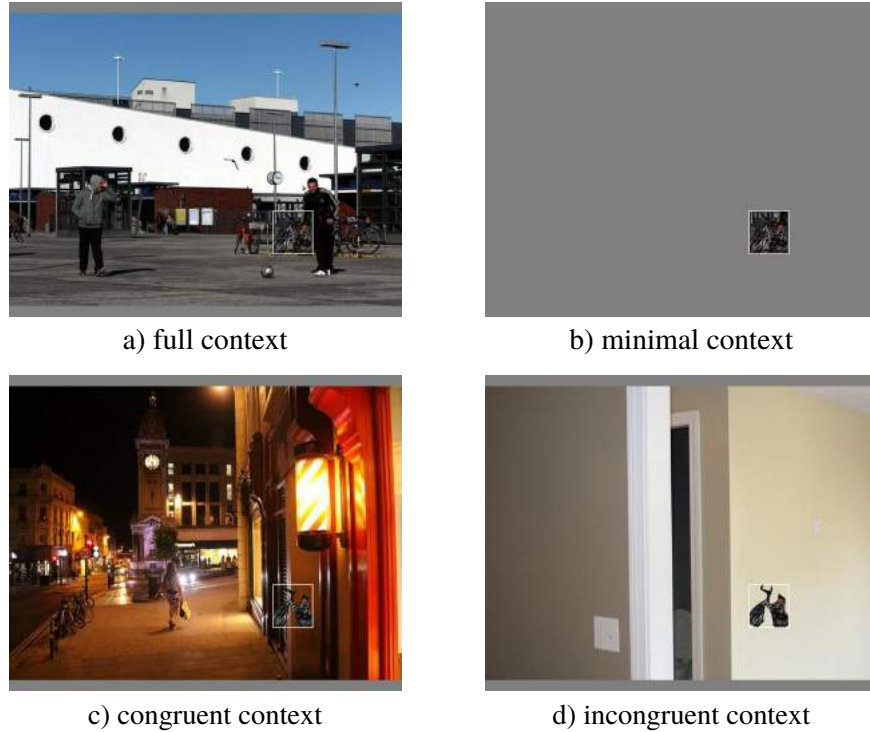 a) full context
b) minimal context
c) congruent context
d) incongruent context